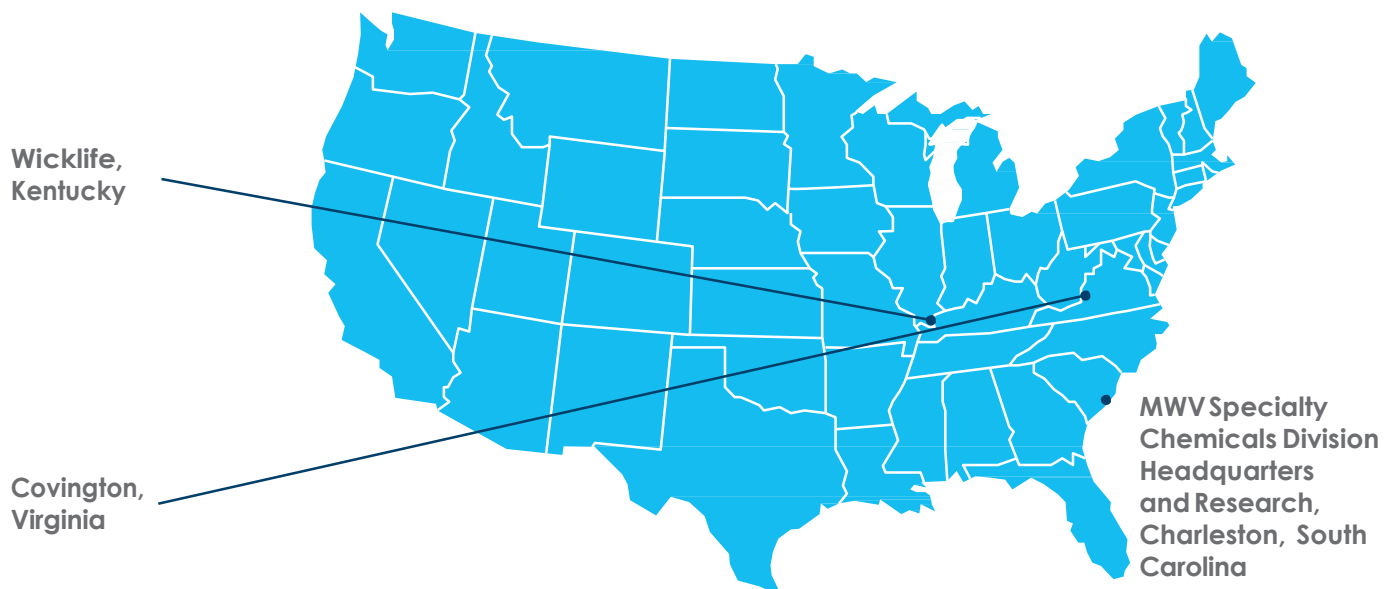 Wicklife,
Kentucky
Covington,
Virginia
MWV Specialty
Chemicals Division
Headquarters
and Research,
Charleston, South
Carolina